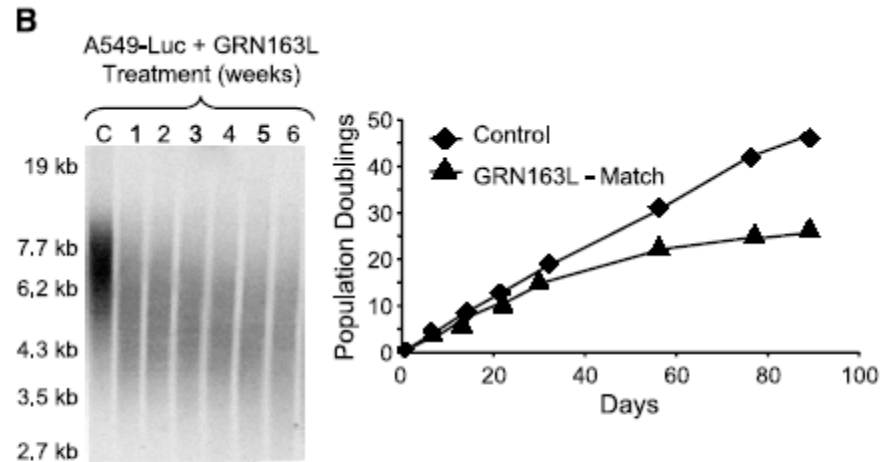 B
A549-Luc + GRN163L
Treatment (weeks)
C 1 2 3 4 5 6
19 kb
7.7 kb
6,2 kb
4.3 kb
3,5 kb
2,7 kb
Population Doublings
50
40
30
20
10
0
Control
GRN163L - Match
0 20 40 60 80 100
Days